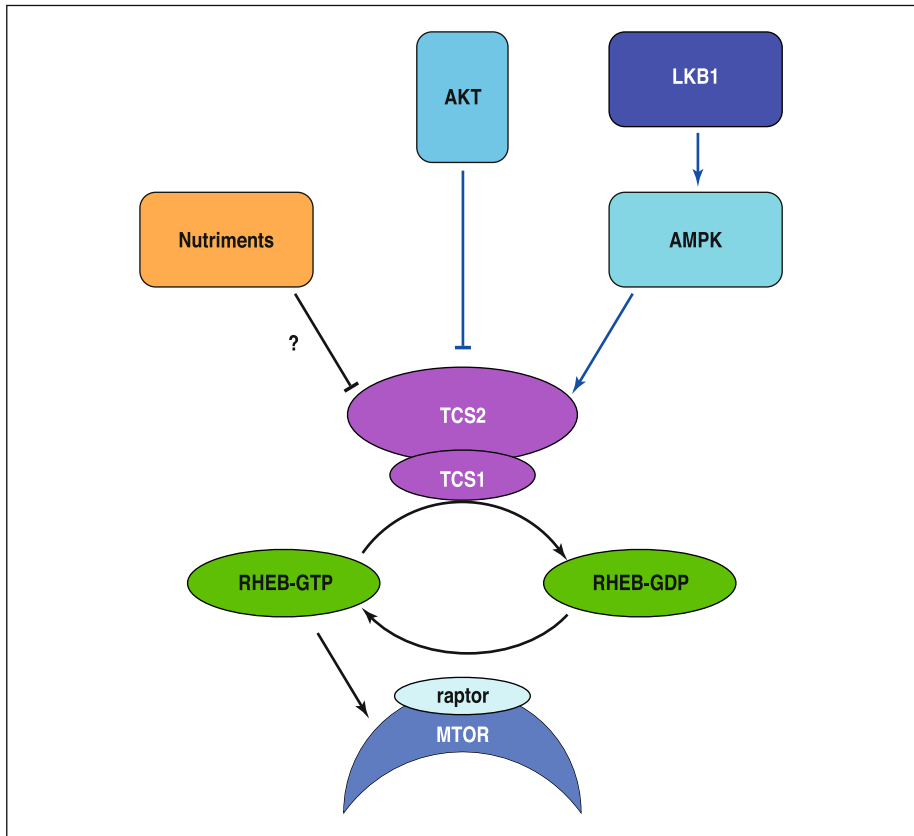 AKT
LKB1
Nutriments
AMPK
?
TCS2
TCS1
RHEB-GTP
RHEB-GDP
raptor
MTOR